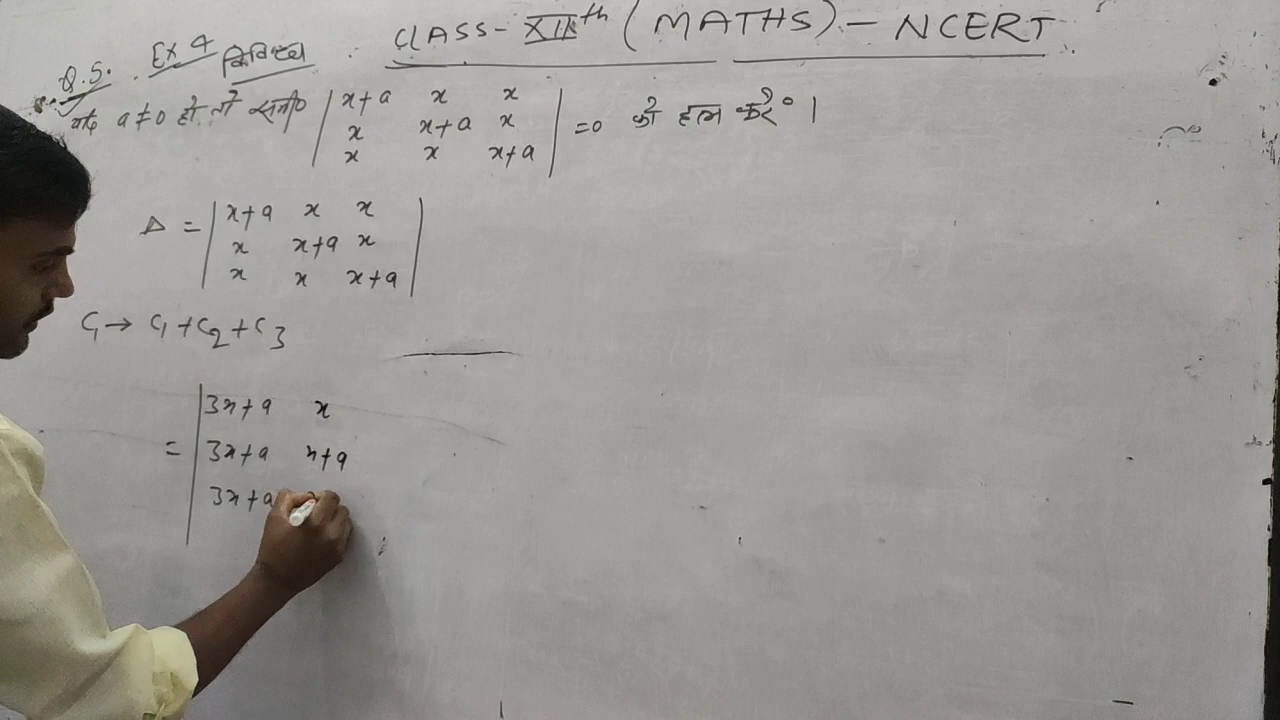 CLASS-XIIth (MATHS) - NCERT
Q.5. Ex 4 विविध
यदि a ≠ 0 हो तो समी० | x+a x x | = 0 को हल करें।
| x x+a x |
| x x x+a |
Δ = | x+a x x |
| x x+a x |
| x x x+a |
C₁ → C₁ + C₂ + C₃
= | 3x+a x
| 3x+a x+a
| 3x+a